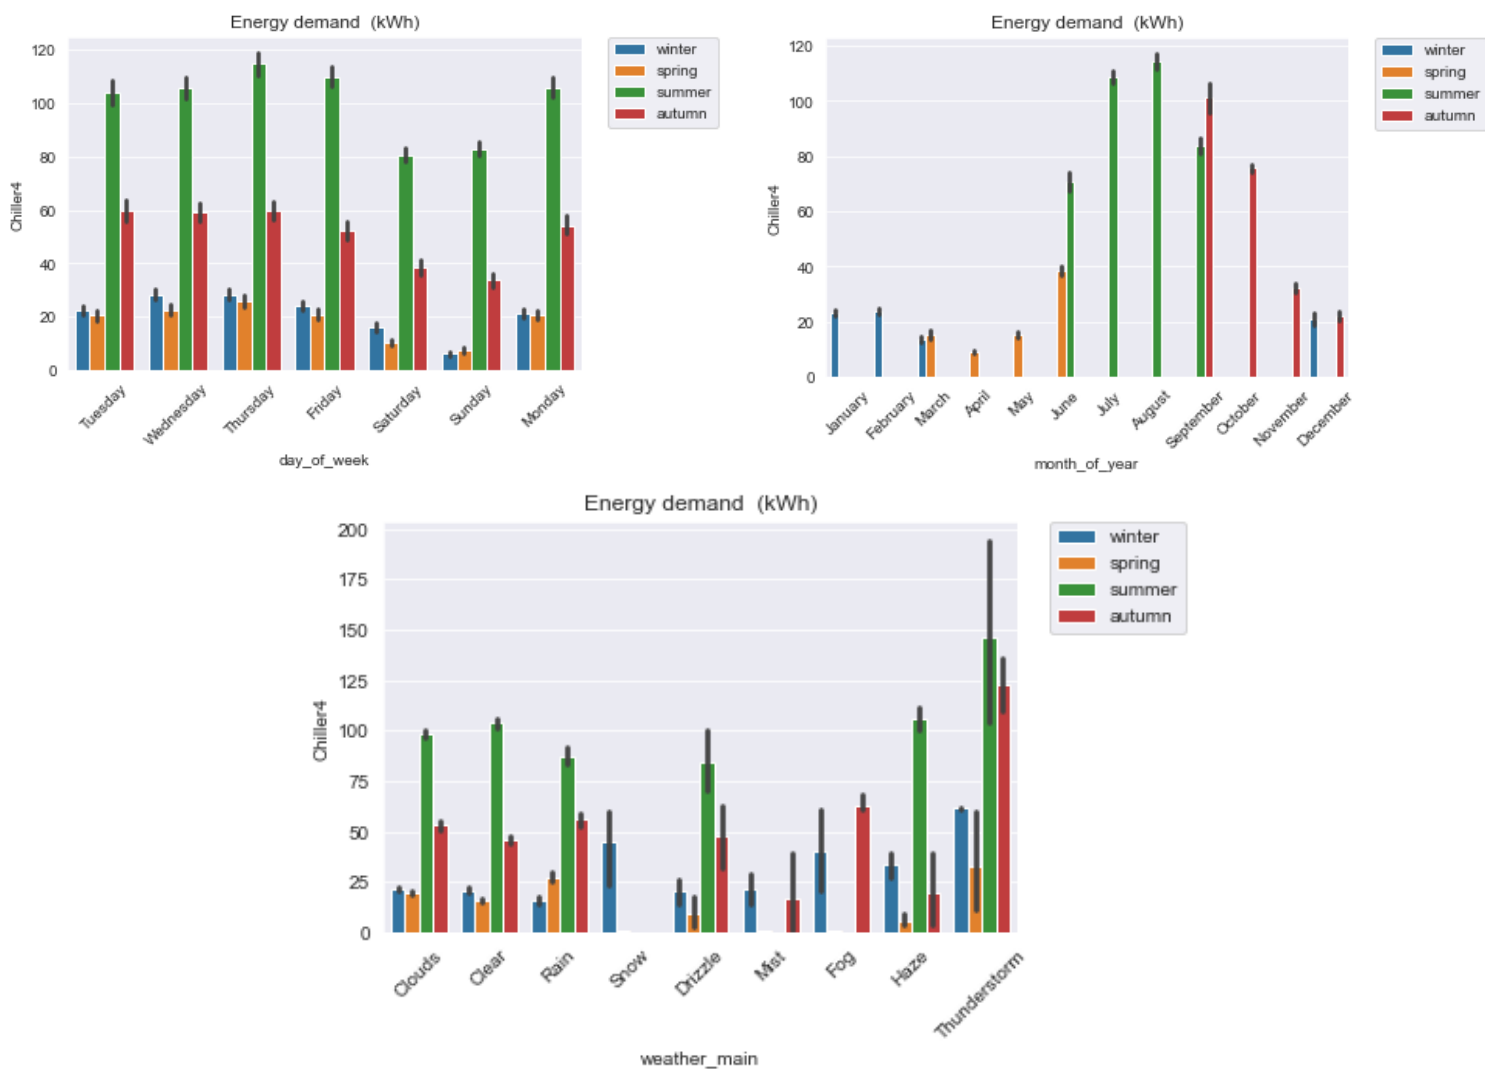 Energy demand  (kWh)
120
100
80
60
40
20
0
Chiller4
Tuesday
Wednesday
Thursday
Friday
Saturday
Sunday
Monday
day_of_week
winter
spring
summer
autumn
Energy demand  (kWh)
120
100
80
60
40
20
0
Chiller4
January
February
March
April
May
June
July
August
September
October
November
December
month_of_year
winter
spring
summer
autumn
Energy demand  (kWh)
200
175
150
125
100
75
50
25
0
Chiller4
Clouds
Clear
Rain
Snow
Drizzle
Mist
Fog
Haze
Thunderstorm
weather_main
winter
spring
summer
autumn